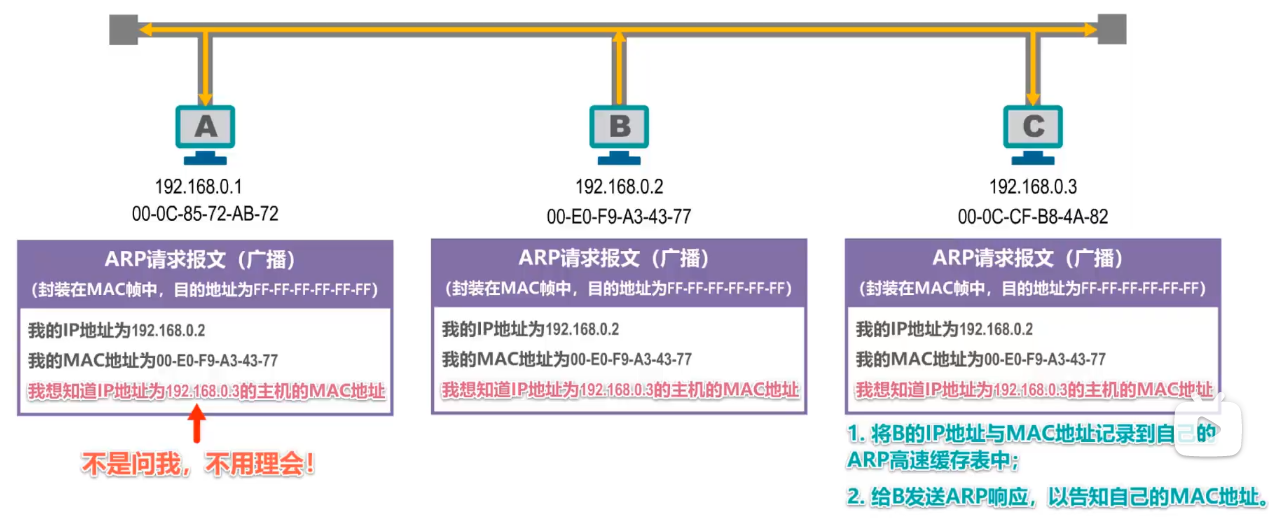 A
B
C
192.168.0.1
00-0C-85-72-AB-72
192.168.0.2
00-E0-F9-A3-43-77
192.168.0.3
00-0C-CF-B8-4A-82
ARP请求报文（广播）
（封装在MAC帧中，目的地址为FF-FF-FF-FF-FF-FF）
我的IP地址为192.168.0.2
我的MAC地址为00-E0-F9-A3-43-77
我想知道IP地址为192.168.0.3的主机的MAC地址
不是问我，不用理会！
ARP请求报文（广播）
（封装在MAC帧中，目的地址为FF-FF-FF-FF-FF-FF）
我的IP地址为192.168.0.2
我的MAC地址为00-E0-F9-A3-43-77
我想知道IP地址为192.168.0.3的主机的MAC地址
ARP请求报文（广播）
（封装在MAC帧中，目的地址为FF-FF-FF-FF-FF-FF）
我的IP地址为192.168.0.2
我的MAC地址为00-E0-F9-A3-43-77
我想知道IP地址为192.168.0.3的主机的MAC地址
1. 将B的IP地址与MAC地址记录到自己的
ARP高速缓存表中；
2. 给B发送ARP响应，以告知自己的MAC地址。